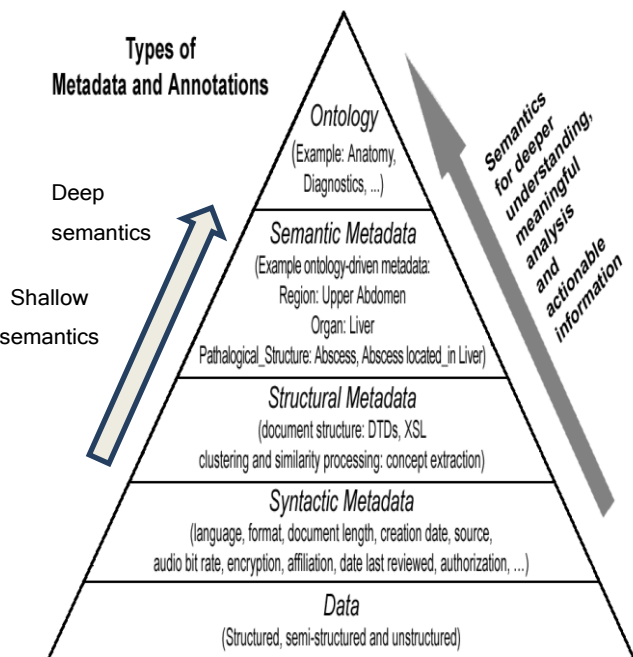 Types of
Metadata and Annotations
Ontology
(Example: Anatomy,
Diagnostics, ...)
Semantics
for deeper
understanding,
meaningful
analysis
and
actionable
information
Deep
semantics
Shallow
semantics
Semantic Metadata
(Example ontology-driven metadata:
Region: Upper Abdomen
Organ: Liver
Pathalogical_Structure: Abscess, Abscess located_in Liver)
Structural Metadata
(document structure: DTDs, XSL
clustering and similarity processing: concept extraction)
Syntactic Metadata
(language, format, document length, creation date, source,
audio bit rate, encryption, affiliation, date last reviewed, authorization, ...)
Data
(Structured, semi-structured and unstructured)